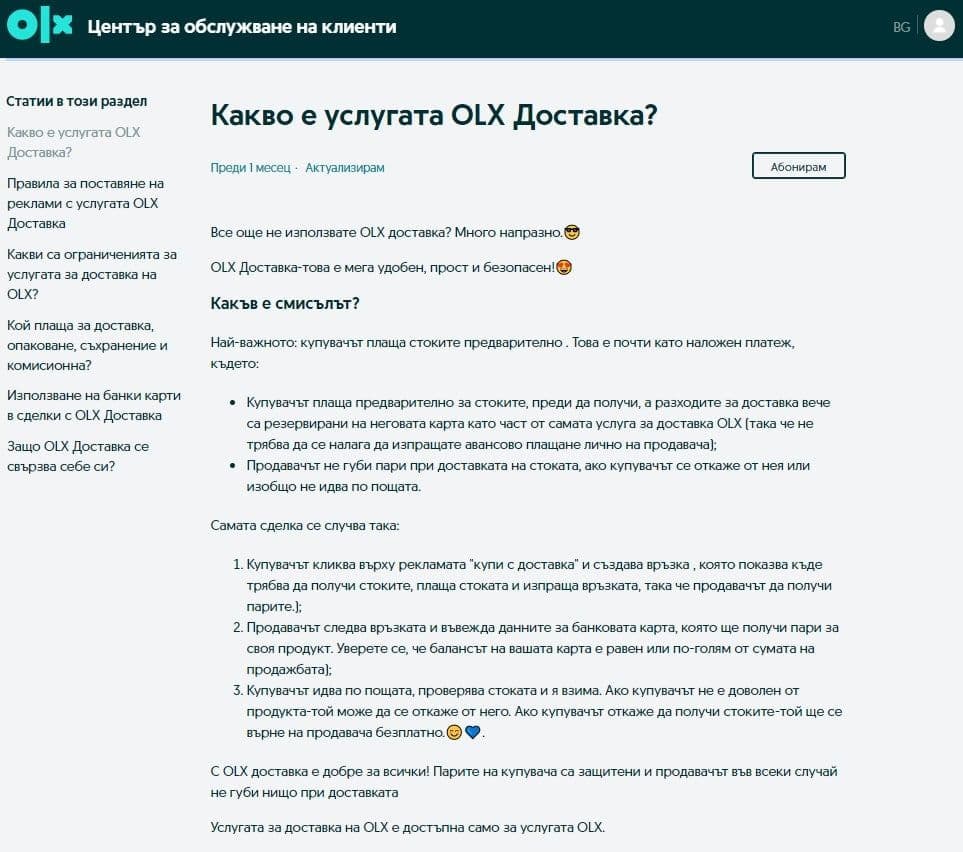 olx Център за обслужване на клиенти
BG
Статии в този раздел
Какво е услугата OLX
Доставка?
Правила за поставяне на
реклами с услугата OLX
Доставка
Какви са ограниченията за
услугата за доставка на
OLX?
Кой плаща за доставка,
опаковане, съхранение и
комисионна?
Използване на банки карти
в сделки с OLX Доставка
Защо OLX Доставка се
свързва себе си?
Какво е услугата OLX Доставка?
Преди 1 месец · Актуализирам
Абонирам
Все още не използвате OLX доставка? Много напразно.😎
OLX Доставка-това е мега удобен, прост и безопасен!😍
Какъв е смисълът?
Най-важното: купувачът плаща стоките предварително . Това е почти като наложен платеж,
където:
• Купувачът плаща предварително за стоките, преди да получи, а разходите за доставка вече
са резервирани на неговата карта като част от самата услуга за доставка OLX (така че не
трябва да се налага да изпращате авансово плащане лично на продавача);
• Продавачът не губи пари при доставката на стоката, ако купувачът се откаже от нея или
изобщо не идва по пощата.
Самата сделка се случва така:
1. Купувачът кликва върху рекламата "купи с доставка" и създава връзка , която показва къде
трябва да получи стоките, плаща стоката и изпраща връзката, така че продавачът да получи
парите.);
2. Продавачът следва връзката и въвежда данните за банковата карта, която ще получи пари за
своя продукт. Уверете се, че балансът на вашата карта е равен или по-голям от сумата на
продажбата);
3. Купувачът идва по пощата, проверява стоката и я взима. Ако купувачът не е доволен от
продукта-той може да се откаже от него. Ако купувачът откаже да получи стоките-той ще се
върне на продавача безплатно.😊💙.
С OLX доставка е добре за всички! Парите на купувача са защитени и продавачът във всеки случай
не губи нищо при доставката
Услугата за доставка на OLX е достъпна само за услугата OLX.